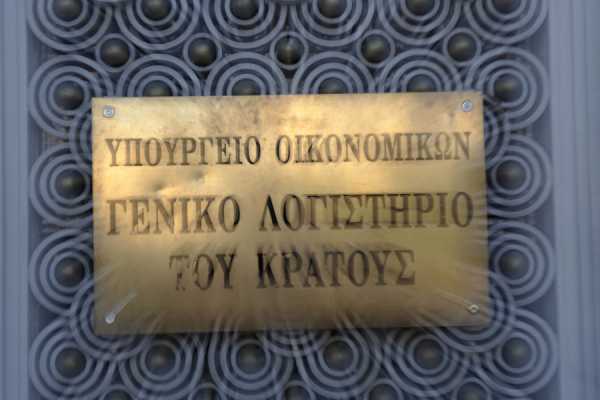 ΥΠΟΥΡΓΕΙΟ ΟΙΚΟΝΟΜΙΚΩΝ
ΓΕΝΙΚΟ ΛΟΓΙΣΤΗΡΙΟ
ΤΟΥ ΚΡΑΤΟΥΣ